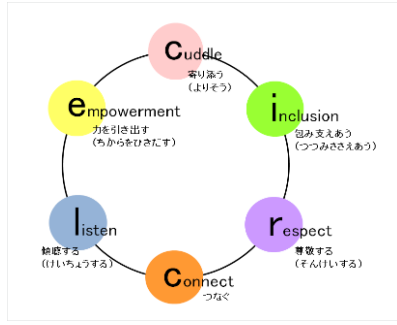 cuddle
寄り添う
(よりそう)
inclusion
包み支えあう
(つつみささえあう)
respect
尊敬する
(そんけいする)
connect
つなぐ
listen
傾聴する
(けいちょうする)
empowerment
力を引き出す
(ちからをひきだす)